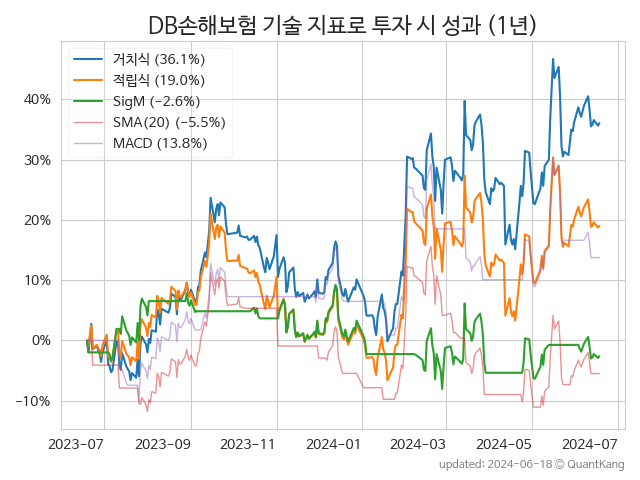 DB손해보험 기술 지표로 투자 시 성과 (1년)
거치식 (36.1%)
적립식 (19.0%)
SigM (−2.6%)
SMA(20) (−5.5%)
MACD (13.8%)
40%
30%
20%
10%
0%
−10%
2023-07 2023-09 2023-11 2024-01 2024-03 2024-05 2024-07
updated: 2024-06-18 © QuantKang